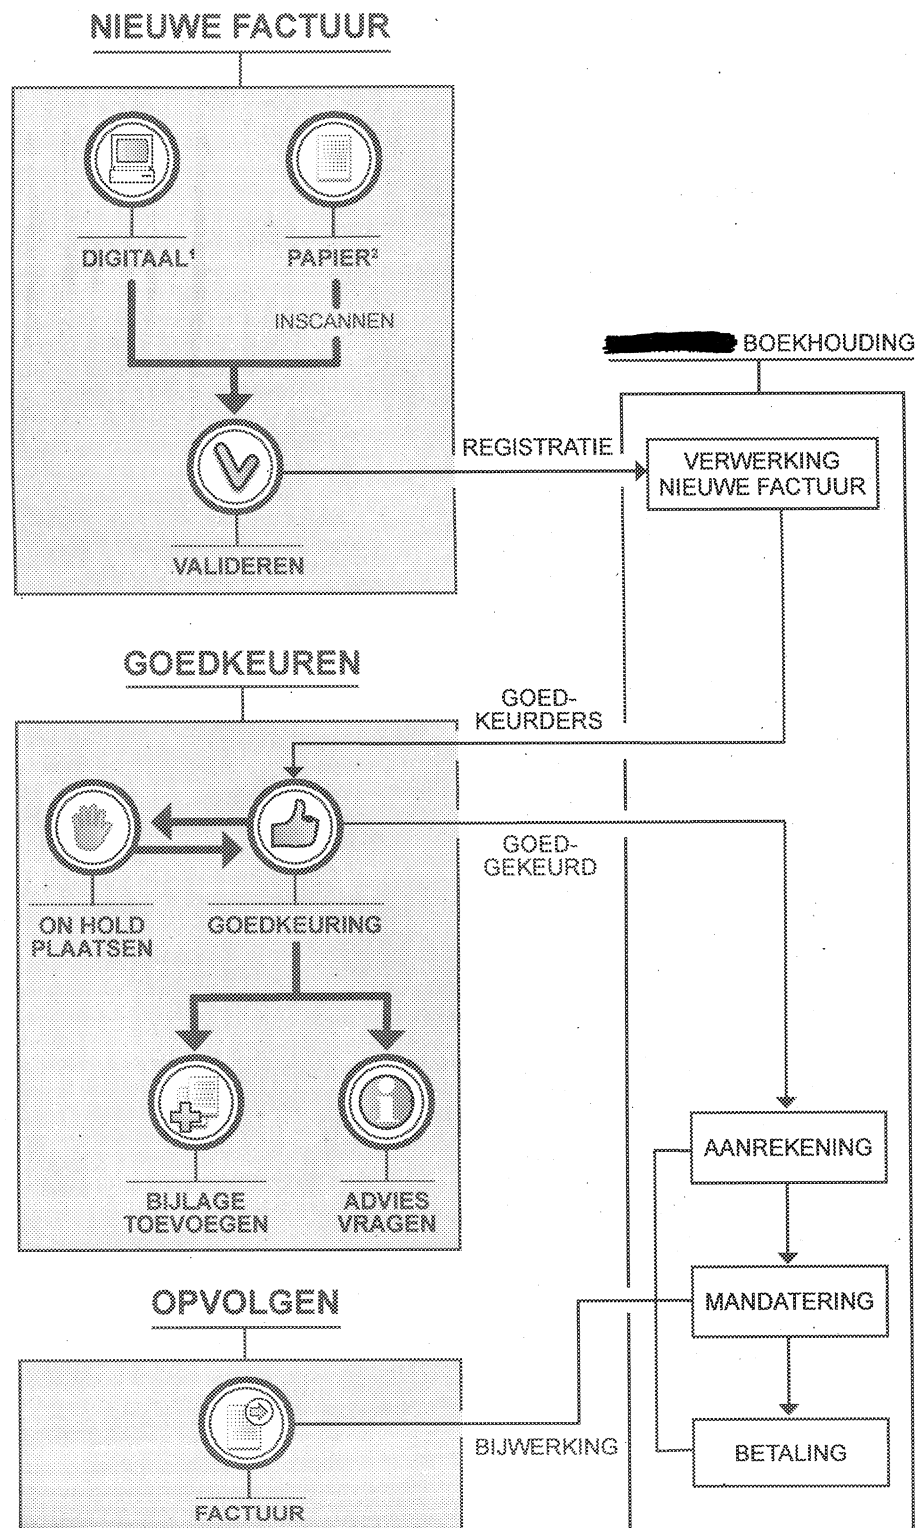 NIEUWE FACTUUR
DIGITAAL¹
PAPIER²
INSCANNEN
BOEKHOUDING
REGISTRATIE
VERWERKING
NIEUWE FACTUUR
VALIDEREN
GOEDKEUREN
GOED-
KEURDERS
GOED-
GEKEURD
ON HOLD
PLAATSEN
GOEDKEURING
AANREKENING
BIJLAGE
TOEVOEGEN
ADVIES
VRAGEN
OPVOLGEN
MANDATERING
BIJWERKING
BETALING
FACTUUR